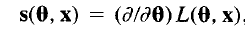 s(θ, x) = (∂/∂θ) L(θ, x),